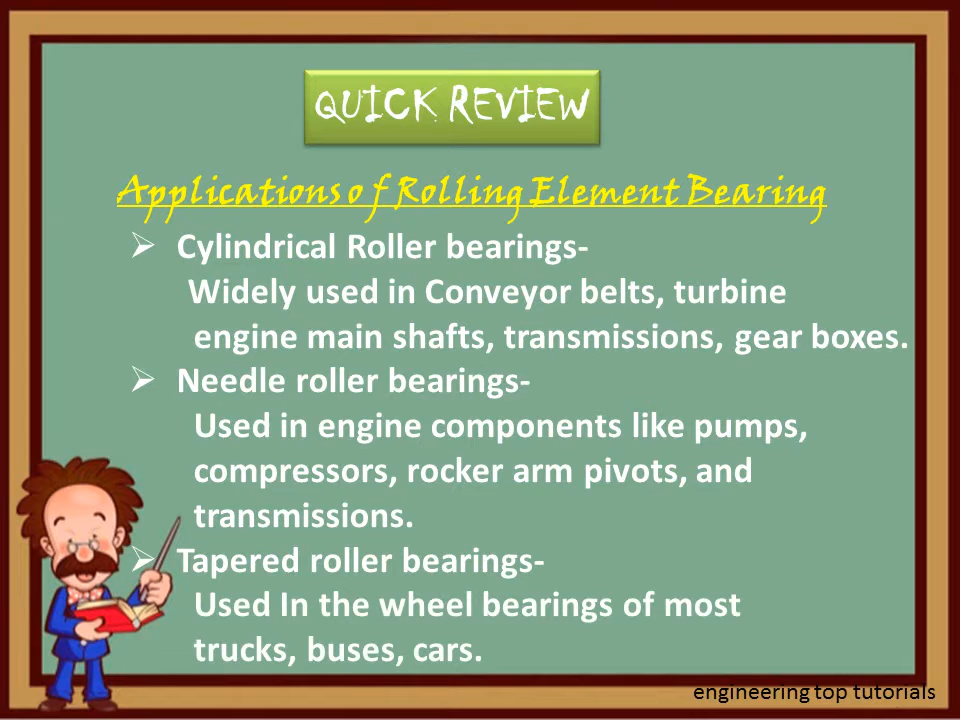 QUICK REVIEW
Applications o f Rolling Element Bearing
➢ Cylindrical Roller bearings-
Widely used in Conveyor belts, turbine
engine main shafts, transmissions, gear boxes.
➢ Needle roller bearings-
Used in engine components like pumps,
compressors, rocker arm pivots, and
transmissions.
➢ Tapered roller bearings-
Used In the wheel bearings of most
trucks, buses, cars.
engineering top tutorials